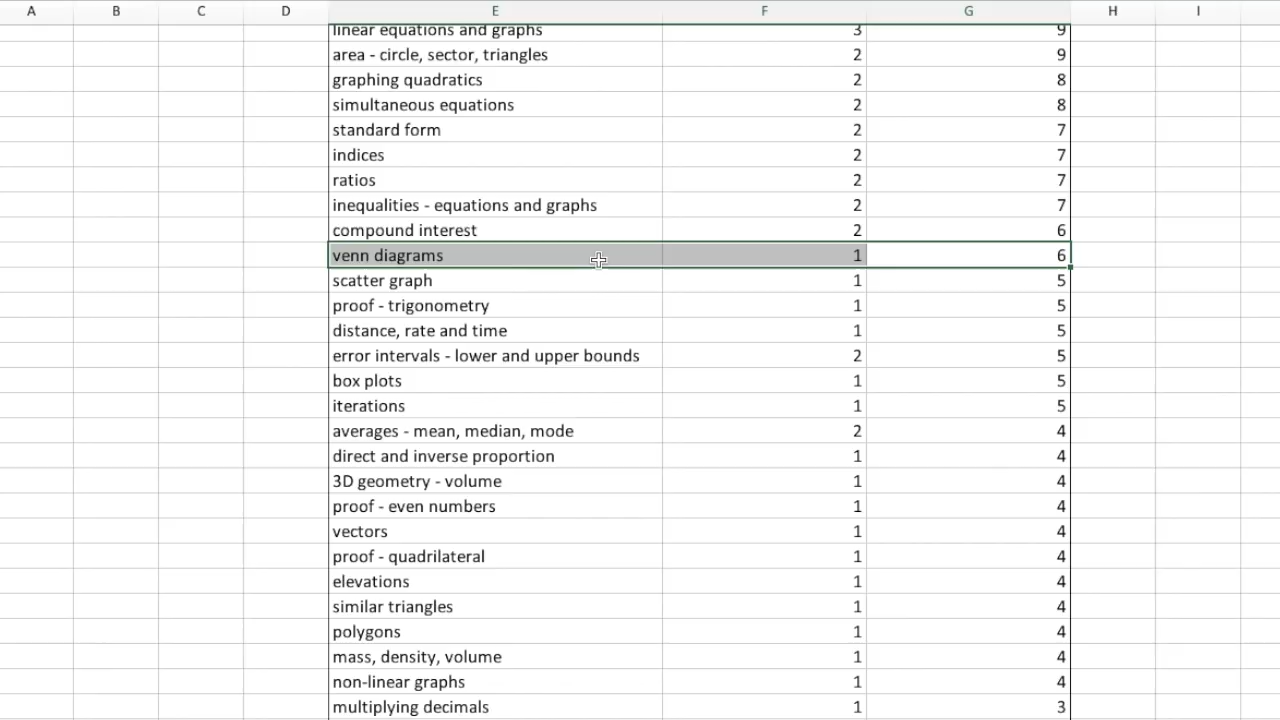 A B C D E F G H I
linear equations and graphs 3 9
area - circle, sector, triangles 2 9
graphing quadratics 2 8
simultaneous equations 2 8
standard form 2 7
indices 2 7
ratios 2 7
inequalities - equations and graphs 2 7
compound interest 2 6
venn diagrams 1 6
scatter graph 1 5
proof - trigonometry 1 5
distance, rate and time 1 5
error intervals - lower and upper bounds 2 5
box plots 1 5
iterations 1 5
averages - mean, median, mode 2 4
direct and inverse proportion 1 4
3D geometry - volume 1 4
proof - even numbers 1 4
vectors 1 4
proof - quadrilateral 1 4
elevations 1 4
similar triangles 1 4
polygons 1 4
mass, density, volume 1 4
non-linear graphs 1 4
multiplying decimals 1 3